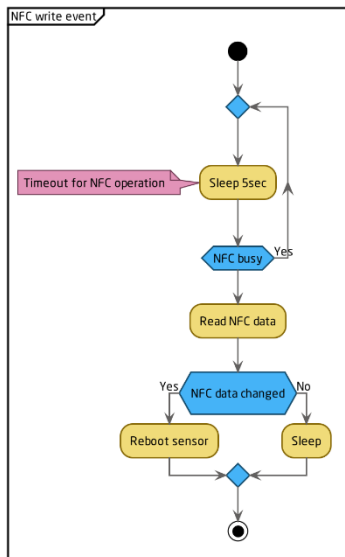 NFC write event
Timeout for NFC operation
Sleep 5sec
NFC busy
Yes
Read NFC data
Yes
NFC data changed
No
Reboot sensor
Sleep